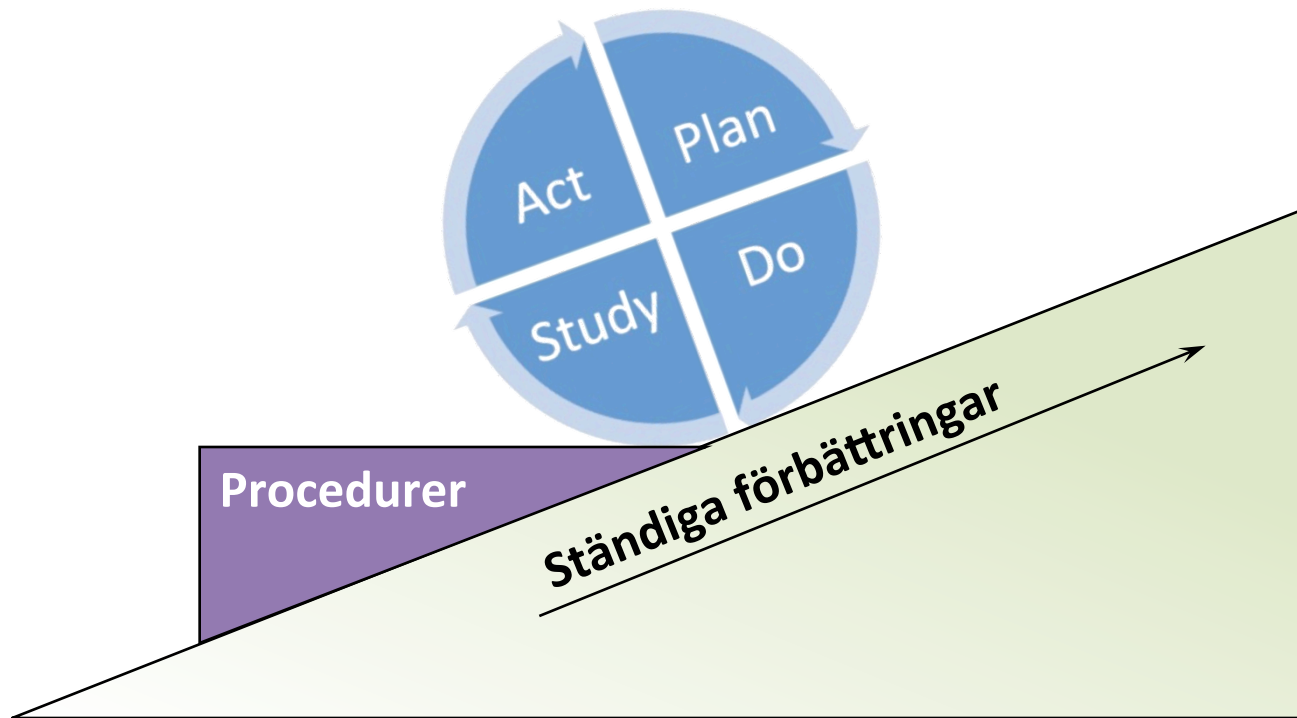 Plan
Act
Do
Study
Procedurer
Ständiga förbättringar